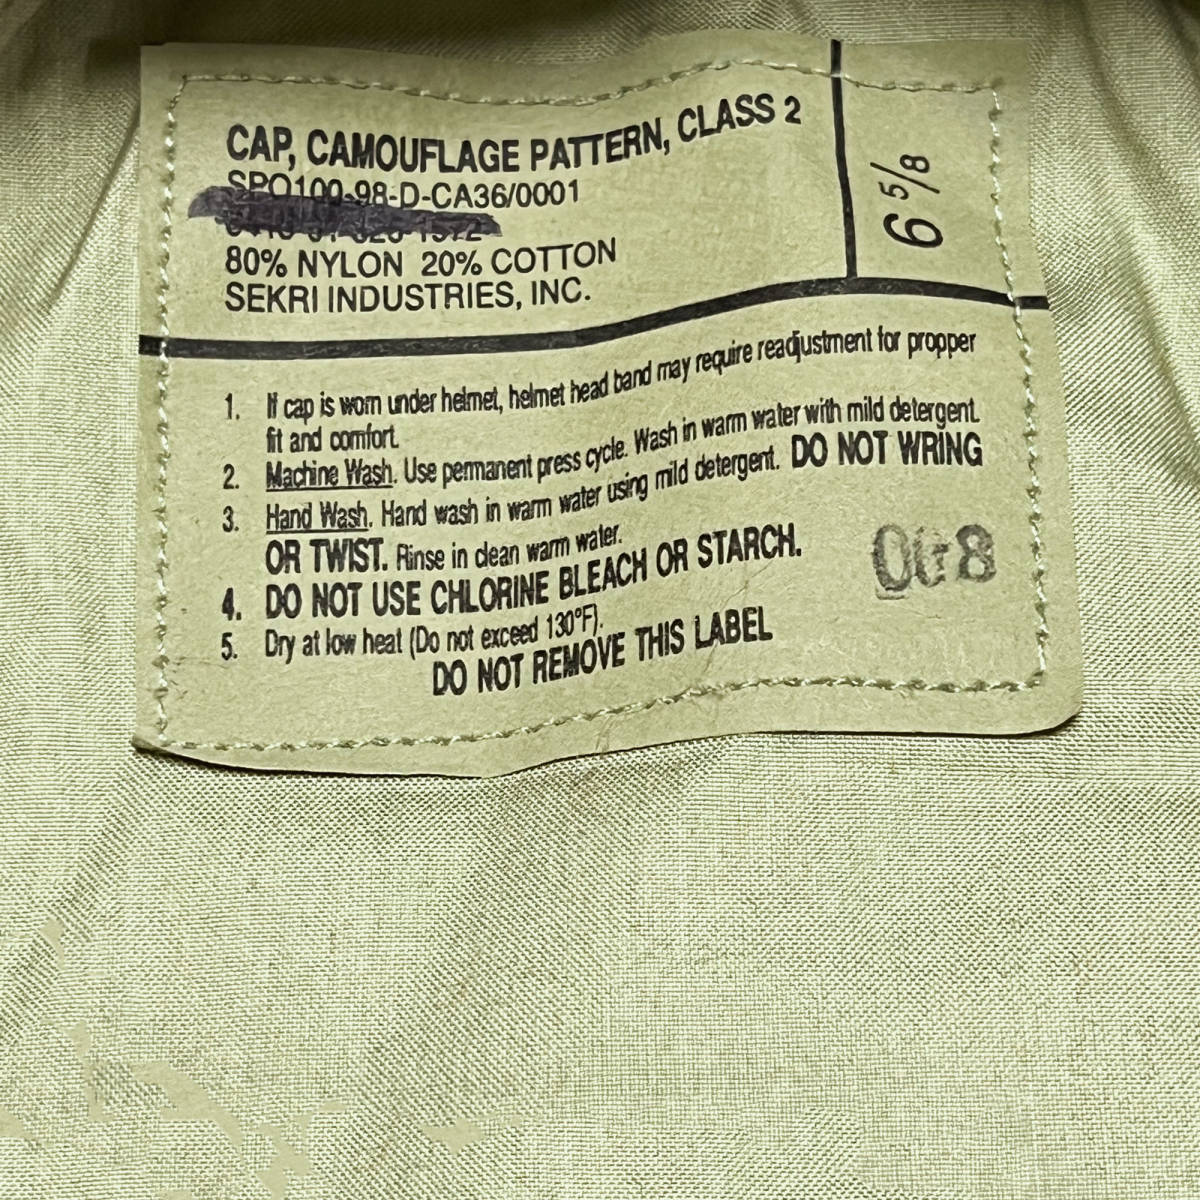 CAP, CAMOUFLAGE PATTERN, CLASS 2
SPO100-98-D-CA36/0001
80% NYLON 20% COTTON
SEKRI INDUSTRIES, INC.
6 5/8
1. If cap is worn under helmet, helmet head band may require readjustment for propper
fit and comfort.
2. Machine Wash. Use permanent press cycle. Wash in warm water with mild detergent.
3. Hand Wash. Hand wash in warm water using mild detergent. DO NOT WRING
OR TWIST. Rinse in clean warm water.
4. DO NOT USE CHLORINE BLEACH OR STARCH.
5. Dry at low heat (Do not exceed 130°F).
DO NOT REMOVE THIS LABEL